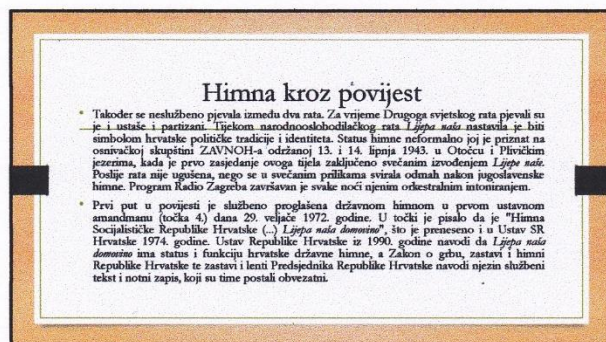 Himna kroz povijest
• Također se neslužbeno pjevala između dva rata. Za vrijeme Drugoga svjetskog rata pjevali su
je i ustaše i partizani. Tijekom narodnooslobodilačkog rata Lijepa naša nastavila je biti
simbolom hrvatske političke tradicije i identiteta. Status himne neformalno joj je priznat na
osnivačkoj skupštini ZAVNOH-a održanoj 13. i 14. lipnja 1943. u Otočcu i Plivičkim
jezerima, kada je prvo zasjedanje ovoga tijela zaključeno svečanim izvođenjem Lijepe naše.
Poslije rata nije ugušena, nego se u svečanim prilikama svirala odmah nakon jugoslavenske
himne. Program Radio Zagreba završavan je svake noći njenim orkestralnim intoniranjem.
• Prvi put u povijesti je službeno proglašena državnom himnom u prvom ustavnom
amandmanu (točka 4.) dana 29. veljače 1972. godine. U točki je pisalo da je "Himna
Socijalističke Republike Hrvatske (...) Lijepa naša domovino", što je preneseno i u Ustav SR
Hrvatske 1974. godine. Ustav Republike Hrvatske iz 1990. godine navodi da Lijepa naša
domovino ima status i funkciju hrvatske državne himne, a Zakon o grbu, zastavi i himni
Republike Hrvatske te zastavi i lenti Predsjednika Republike Hrvatske navodi njezin službeni
tekst i notni zapis, koji su time postali obvezatni.